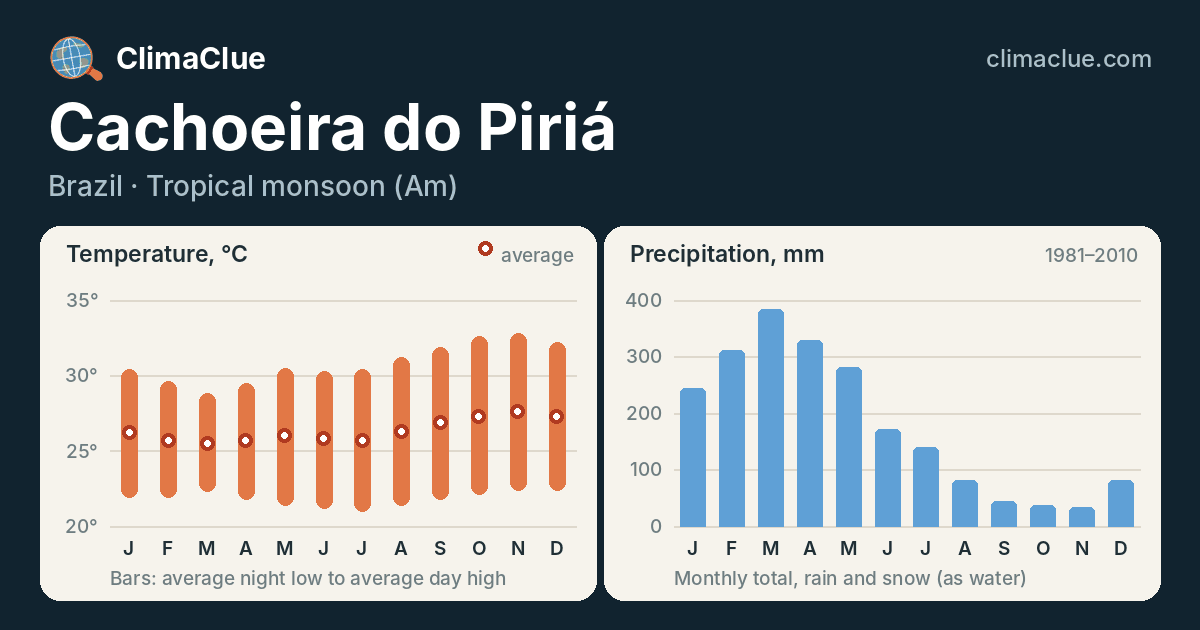 ClimaClue
climaclue.com
Cachoeira do Piriá
Brazil · Tropical monsoon (Am)
Temperature, °C
average
35°
30°
25°
20°
J F M A M J J A S O N D
Bars: average night low to average day high
Precipitation, mm
1981–2010
400
300
200
100
0
J F M A M J J A S O N D
Monthly total, rain and snow (as water)